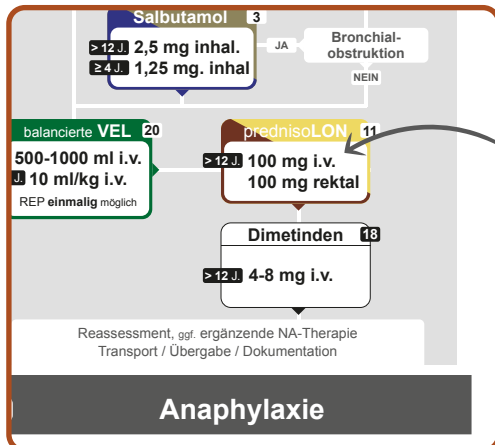 Salbutamol 3
> 12 J. 2,5 mg inhal.
≥ 4 J. 1,25 mg. inhal
JA
Bronchial-
obstruktion
NEIN
balancierte VEL 20
500-1000 ml i.v.
J. 10 ml/kg i.v.
REP einmalig möglich
prednisoLON 11
> 12 J. 100 mg i.v.
100 mg rektal
Dimetinden 18
> 12 J. 4-8 mg i.v.
Reassessment, ggf. ergänzende NA-Therapie
Transport / Übergabe / Dokumentation
Anaphylaxie